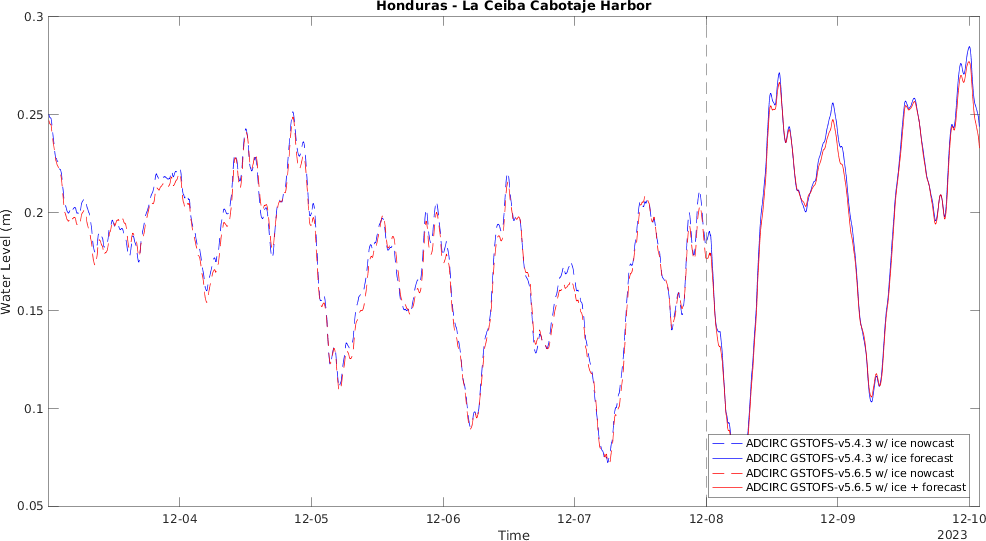 Honduras - La Ceiba Cabotaje Harbor
0.3
0.25
0.2
0.15
0.1
0.05
Water Level (m)
ADCIRC GSTOFS-v5.4.3 w/ ice nowcast
ADCIRC GSTOFS-v5.4.3 w/ ice forecast
ADCIRC GSTOFS-v5.6.5 w/ ice nowcast
ADCIRC GSTOFS-v5.6.5 w/ ice + forecast
12-04 12-05 12-06 12-07 12-08 12-09 12-10
Time 2023